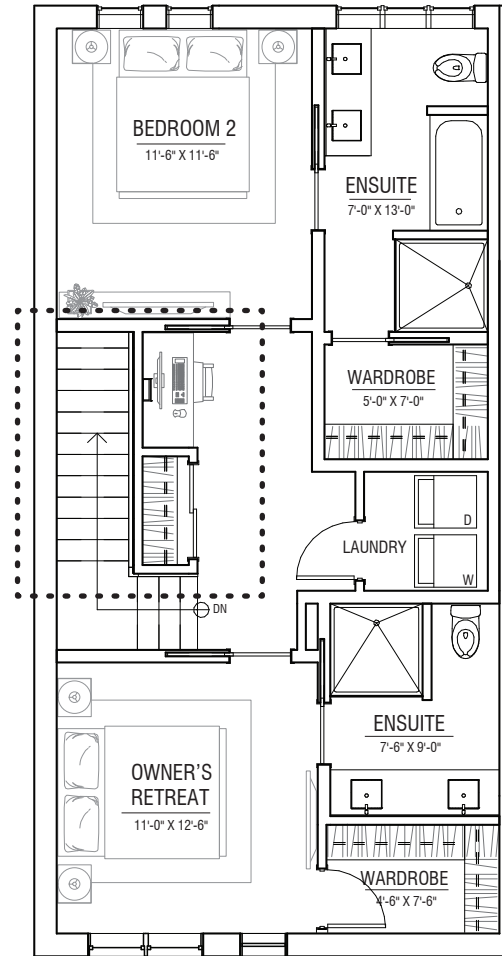 BEDROOM 2
11'-6" X 11'-6"
ENSUITE
7'-0" X 13'-0"
WARDROBE
5'-0" X 7'-0"
D
LAUNDRY
W
DN
ENSUITE
7'-6" X 9'-0"
OWNER'S
RETREAT
11'-0" X 12'-6"
WARDROBE
4'-6" X 7'-6"